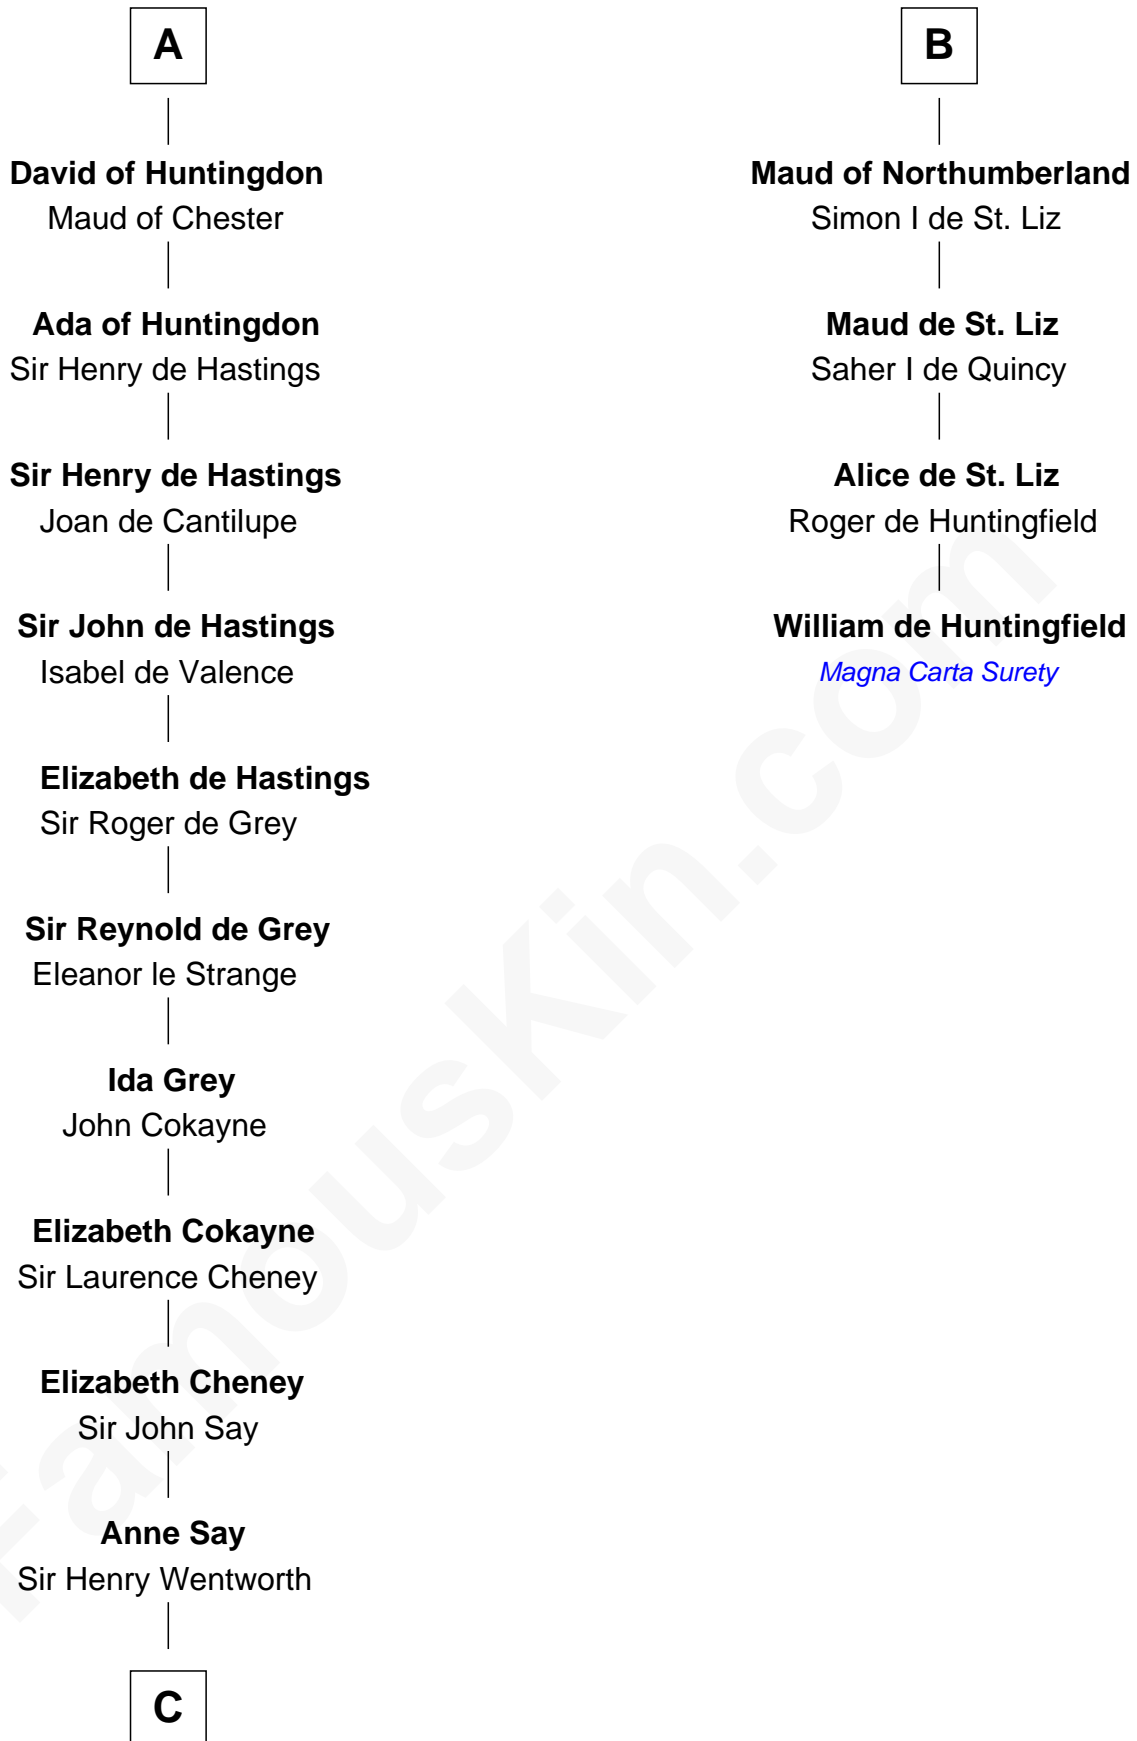 A
David of Huntingdon
Maud of Chester
Ada of Huntingdon
Sir Henry de Hastings
Sir Henry de Hastings
Joan de Cantilupe
Sir John de Hastings
Isabel de Valence
Elizabeth de Hastings
Sir Roger de Grey
Sir Reynold de Grey
Eleanor le Strange
Ida Grey
John Cokayne
Elizabeth Cokayne
Sir Laurence Cheney
Elizabeth Cheney
Sir John Say
Anne Say
Sir Henry Wentworth
C
B
Maud of Northumberland
Simon I de St. Liz
Maud de St. Liz
Saher I de Quincy
Alice de St. Liz
Roger de Huntingfield
William de Huntingfield
Magna Carta Surety
FamousKin.com